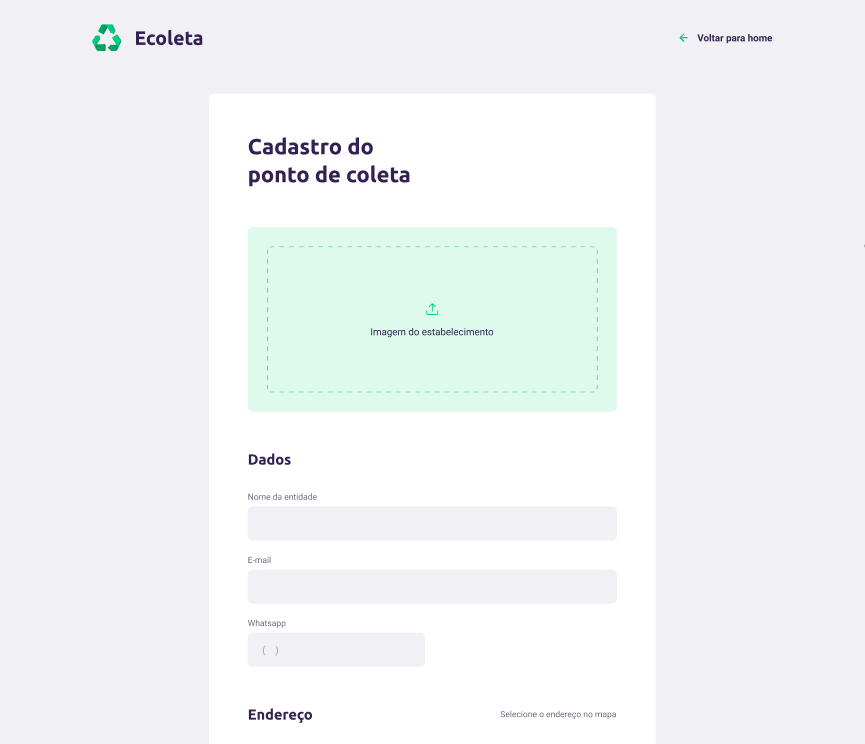 Ecoleta
Voltar para home
Cadastro do
ponto de coleta
Imagem do estabelecimento
Dados
Nome da entidade
E-mail
Whatsapp
( )
Endereço
Selecione o endereço no mapa